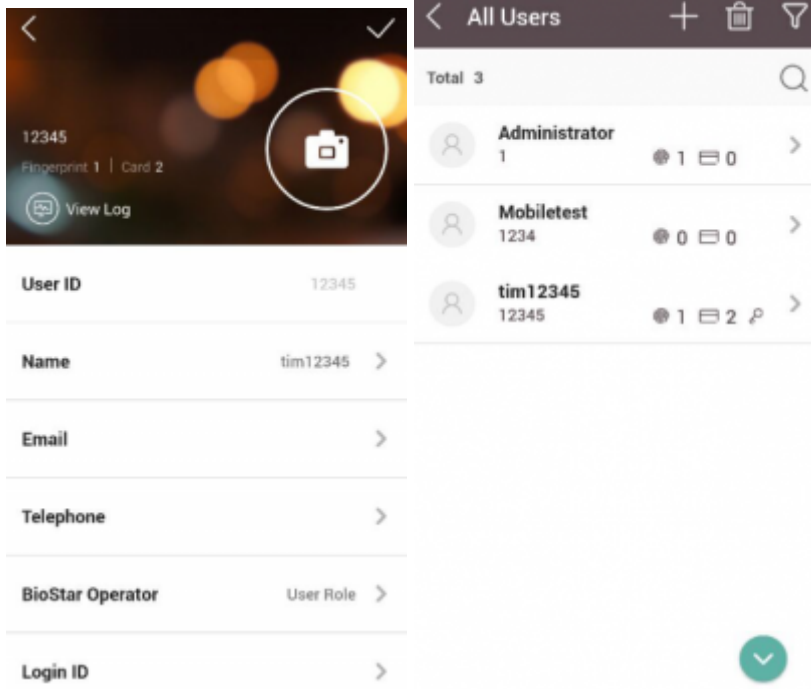 12345
Fingerprint 1 | Card 2
View Log
User ID 12345
Name tim12345
Email
Telephone
BioStar Operator User Role
Login ID
All Users
Total 3
Administrator
1 1 0
Mobiletest
1234 0 0
tim12345
12345 1 2